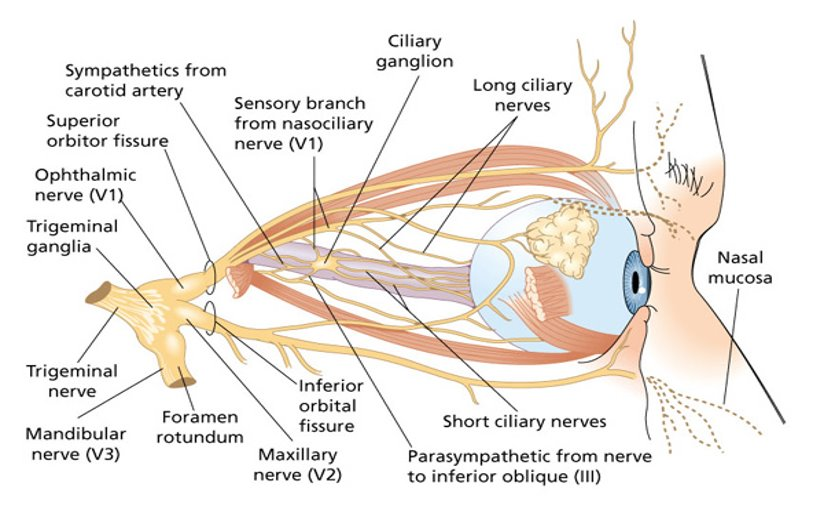 Ciliary
ganglion
Sympathetics from
carotid artery
Long ciliary
nerves
Sensory branch
from nasociliary
nerve (V1)
Superior
orbitor fissure
Ophthalmic
nerve (V1)
Trigeminal
ganglia
Nasal
mucosa
Trigeminal
nerve
Inferior
orbital
fissure
Foramen
rotundum
Short ciliary nerves
Mandibular
nerve (V3)
Maxillary
nerve (V2)
Parasympathetic from nerve
to inferior oblique (III)